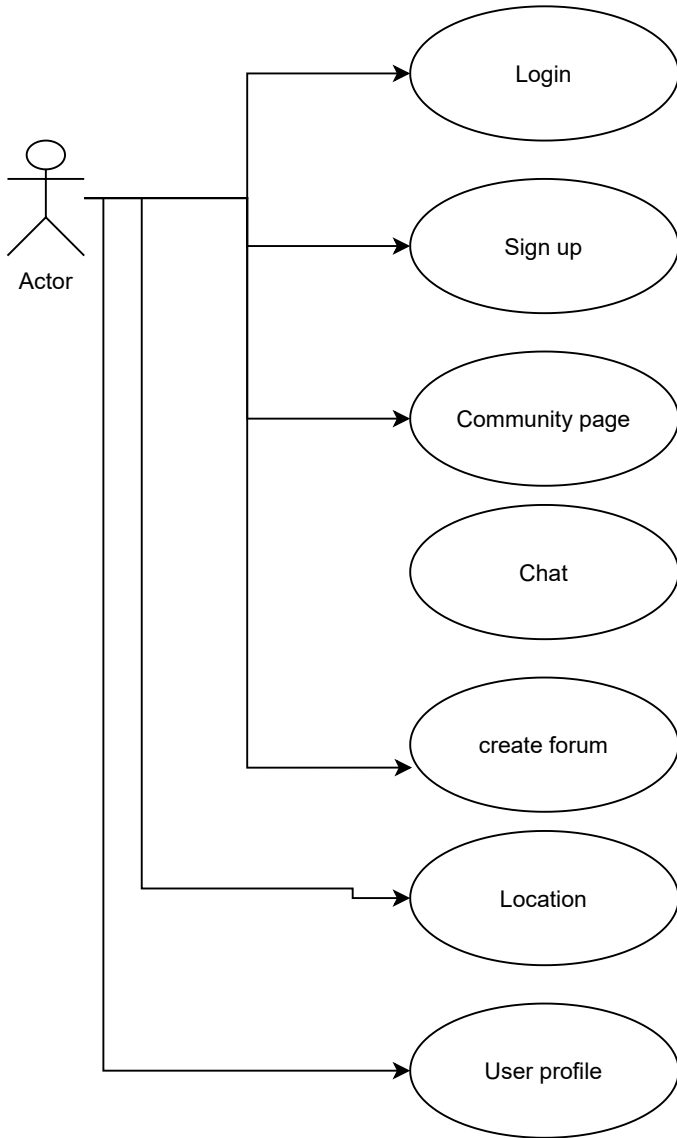 Login
Sign up
Actor
Community page
Chat
create forum
Location
User profile